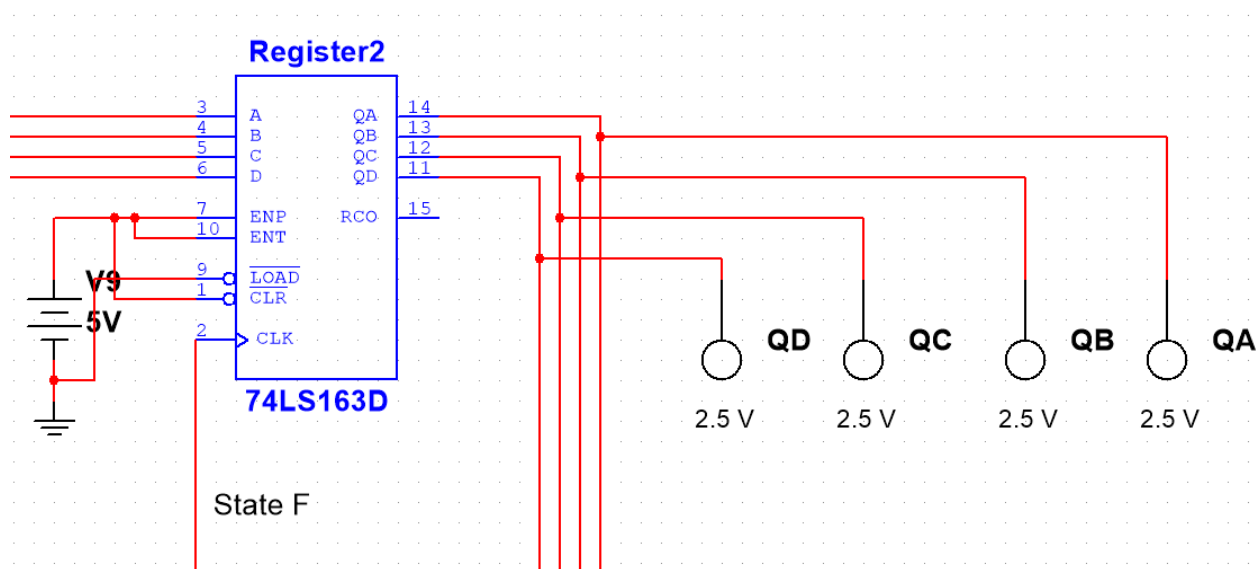 Register2
3 A QA 14
4 B QB 13
5 C QC 12
6 D QD 11
7 ENP RCO 15
10 ENT
9 LOAD
1 CLR
2 CLK
74LS163D
V9
5V
State F
QD QC QB QA
2.5 V 2.5 V 2.5 V 2.5 V